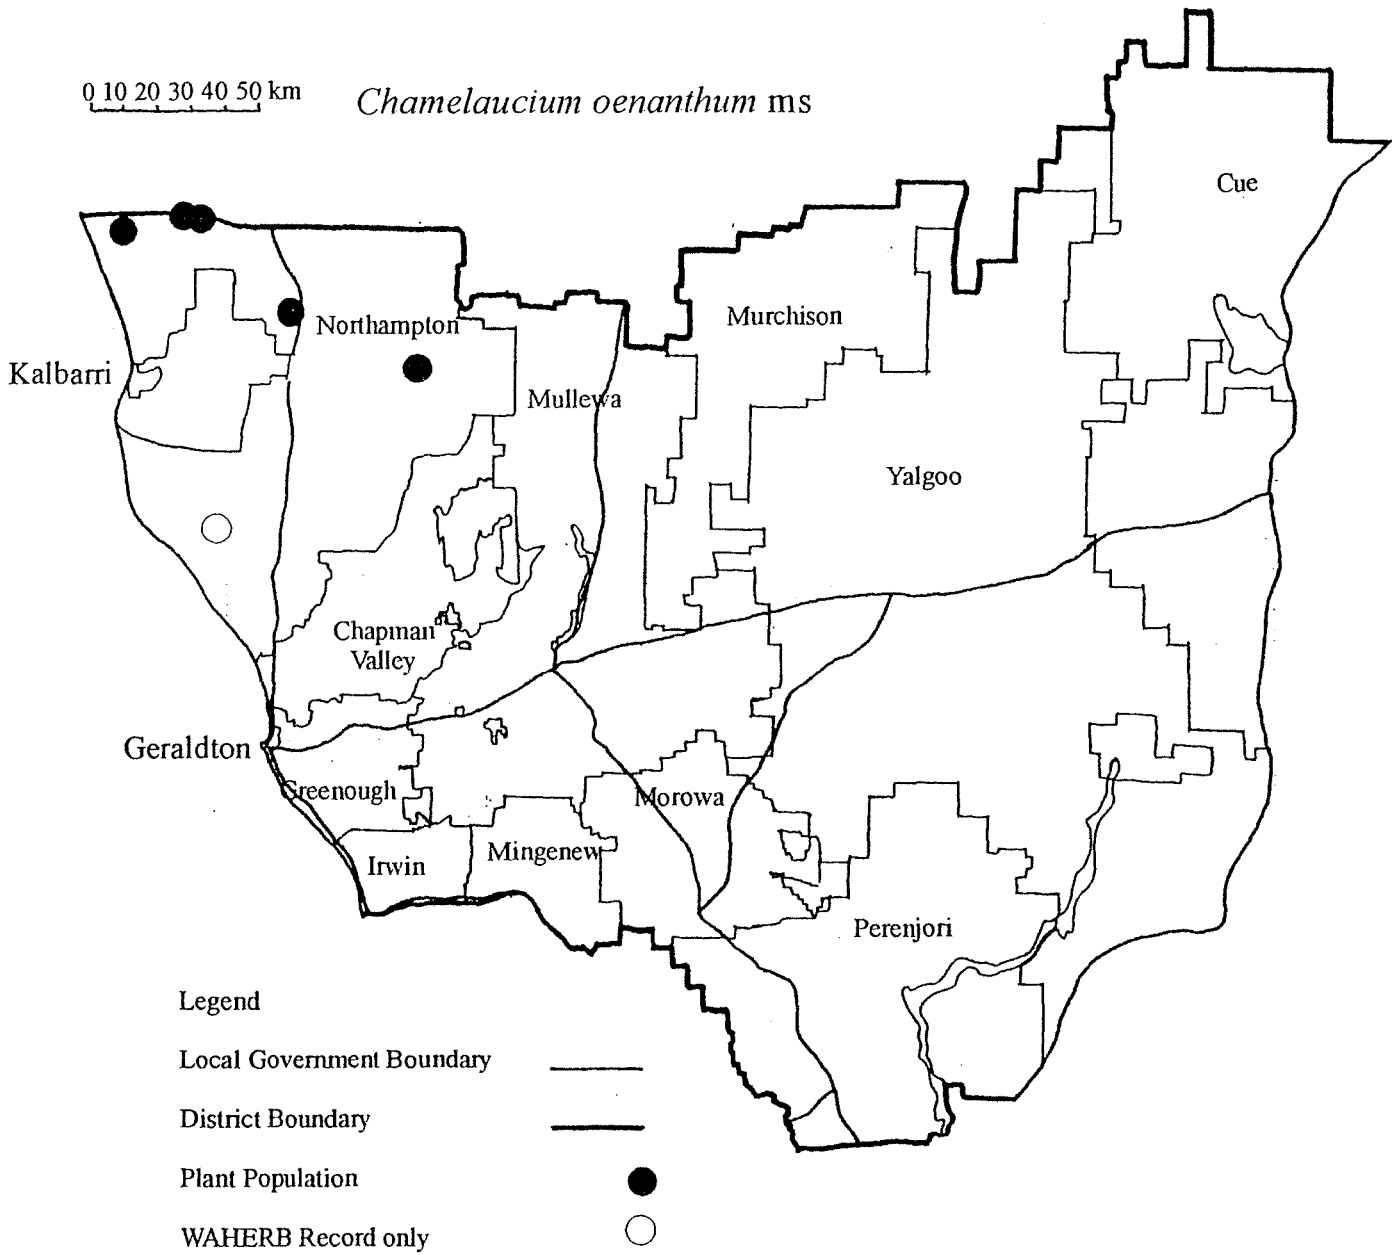 0 10 20 30 40 50 km
Chamelaucium oenanthum ms
Cue
Murchison
Northampton
Kalbarri
Mullewa
Yalgoo
Chapman
Valley
Geraldton
Greenough
Morowa
Mingenew
Irwin
Perenjori
Legend
Local Government Boundary
District Boundary
Plant Population
WAHERB Record only